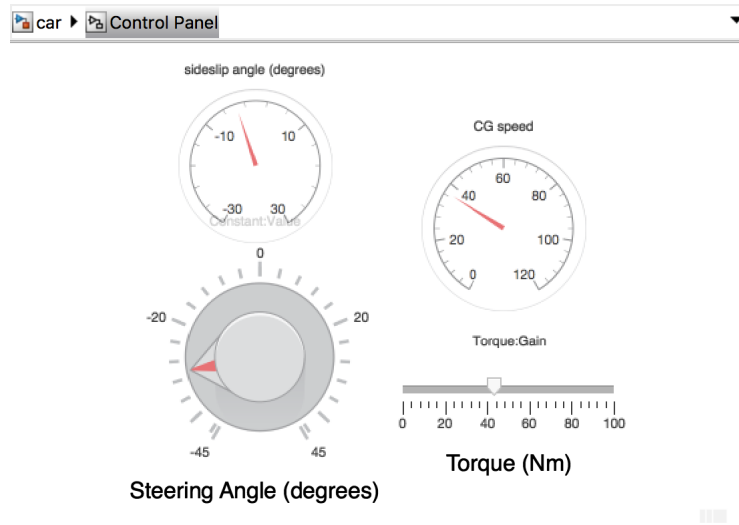 car Control Panel
sideslip angle (degrees)
-10 10
-30 30
Constant:Value
CG speed
60
40 80
20 100
0 120
0
-20 20
-45 45
Steering Angle (degrees)
Torque:Gain
0 20 40 60 80 100
Torque (Nm)